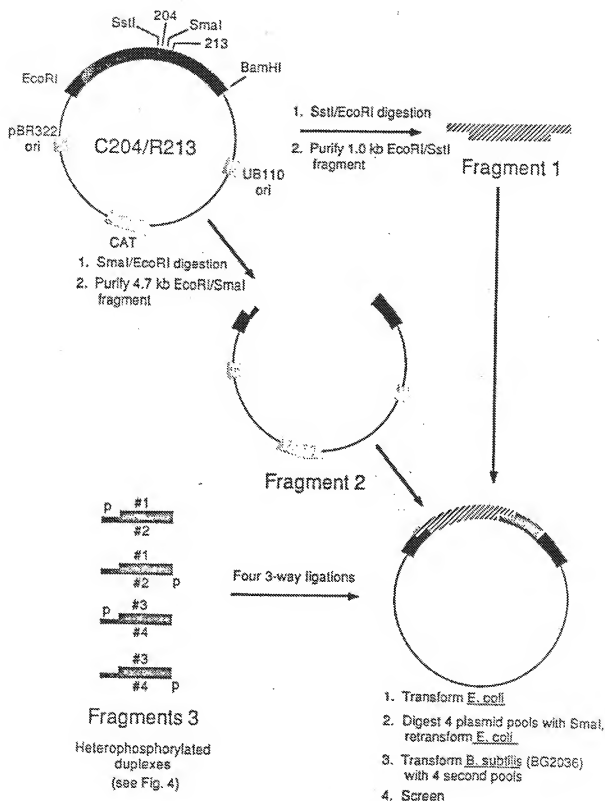 204
SstI
SmaI
213
EcoRI
BamHI
pBR322
ori
C204/R213
UB110
ori
CAT
1. SstI/EcoRI digestion
2. Purify 1.0 kb EcoRI/SstI
fragment
Fragment 1
1. SmaI/EcoRI digestion
2. Purify 4.7 kb EcoRI/SmaI
fragment
Fragment 2
p #1
#2
#1
#2 p
p #3
#4
#3
#4 p
Four 3-way ligations
Fragments 3
Heterophosphorylated
duplexes
(see Fig. 4)
1. Transform E. coli
2. Digest 4 plasmid pools with SmaI,
retransform E. coli
3. Transform B. subtilis (BG2036)
with 4 second pools
4. Screen